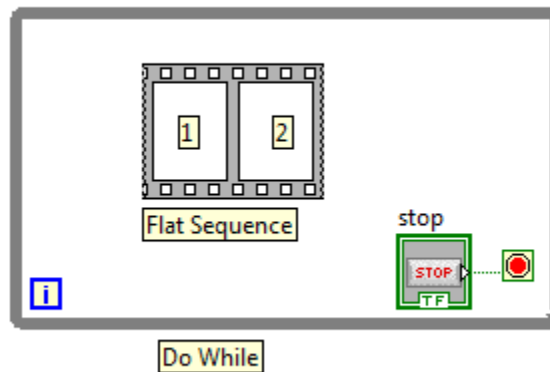 1 2
Flat Sequence
stop
STOP
TF
i
Do While